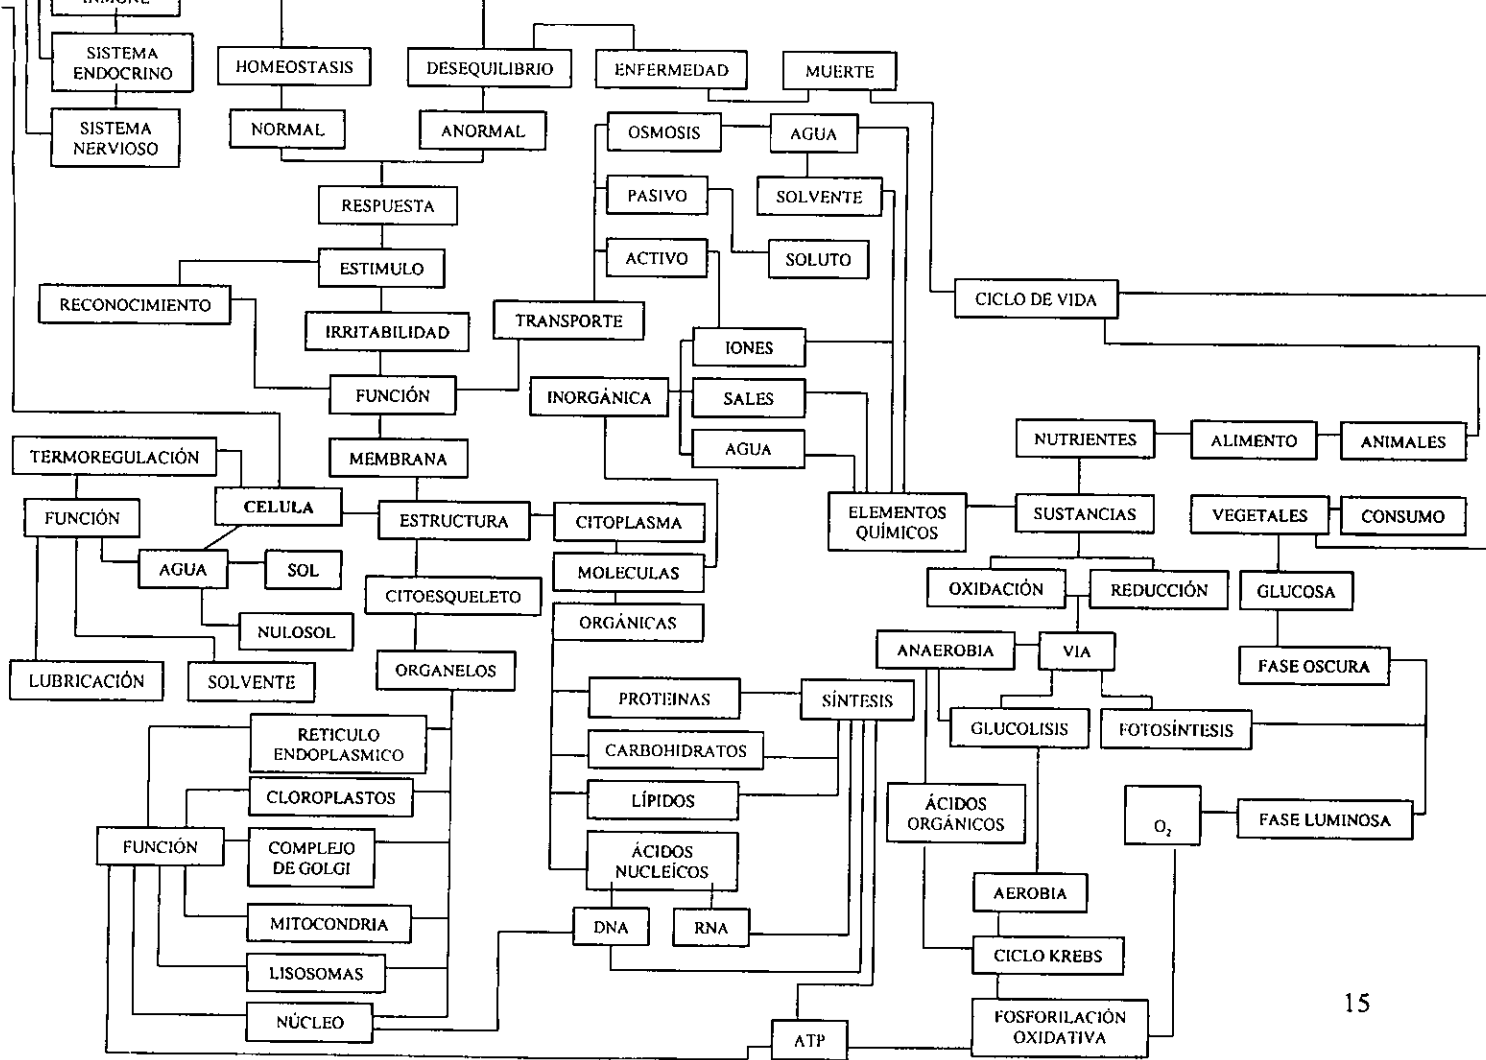 INMUNE
SISTEMA
ENDOCRINO
SISTEMA
NERVIOSO
HOMEOSTASIS
DESEQUILIBRIO
ENFERMEDAD
MUERTE
NORMAL
ANORMAL
OSMOSIS
AGUA
RESPUESTA
PASIVO
SOLVENTE
ESTIMULO
ACTIVO
SOLUTO
RECONOCIMIENTO
IRRITABILIDAD
TRANSPORTE
CICLO DE VIDA
IONES
FUNCIÓN
INORGÁNICA
SALES
AGUA
NUTRIENTES
ALIMENTO
ANIMALES
TERMOREGULACIÓN
MEMBRANA
FUNCIÓN
CELULA
ESTRUCTURA
CITOPLASMA
ELEMENTOS
QUÍMICOS
SUSTANCIAS
VEGETALES
CONSUMO
AGUA
SOL
MOLECULAS
OXIDACIÓN
REDUCCIÓN
GLUCOSA
CITOESQUELETO
ORGÁNICAS
NULOSOL
ANAEROBIA
VIA
FASE OSCURA
LUBRICACIÓN
SOLVENTE
ORGANELOS
PROTEINAS
SÍNTESIS
GLUCOLISIS
FOTOSÍNTESIS
RETICULO
ENDOPLASMICO
CARBOHIDRATOS
CLOROPLASTOS
LÍPIDOS
ÁCIDOS
ORGÁNICOS
O₂
FASE LUMINOSA
FUNCIÓN
COMPLEJO
DE GOLGI
ÁCIDOS
NUCLEÍCOS
AEROBIA
MITOCONDRIA
DNA
RNA
CICLO KREBS
LISOSOMAS
NÚCLEO
ATP
FOSFORILACIÓN
OXIDATIVA
15